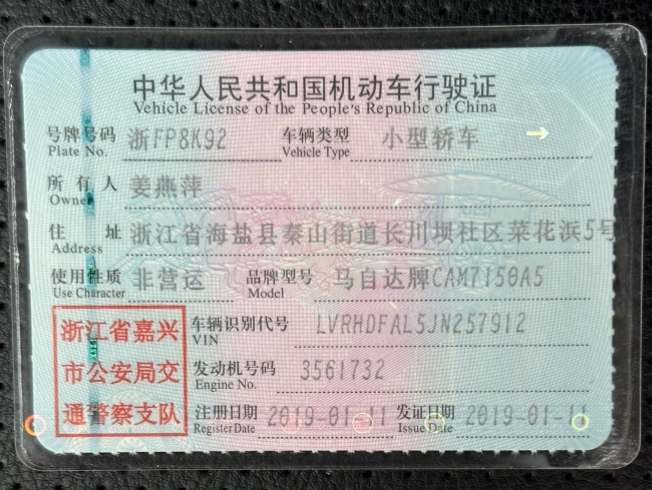 中华人民共和国机动车行驶证
Vehicle License of the People's Republic of China
号牌号码 浙FP8K92 车辆类型 小型轿车
Plate No. Vehicle Type
所有人 姜燕萍
Owner
住址 浙江省海盐县秦山街道长川坝社区菜花浜5号
Address
使用性质 非营运 品牌型号 马自达牌CAM7150A5
Use Character Model
浙江省嘉兴
市公安局交
通警察支队
车辆识别代号 LVRHDFAL5JN257912
VIN
发动机号码 3561732
Engine No.
注册日期 2019-01-11 发证日期 2019-01-11
Register Date Issue Date